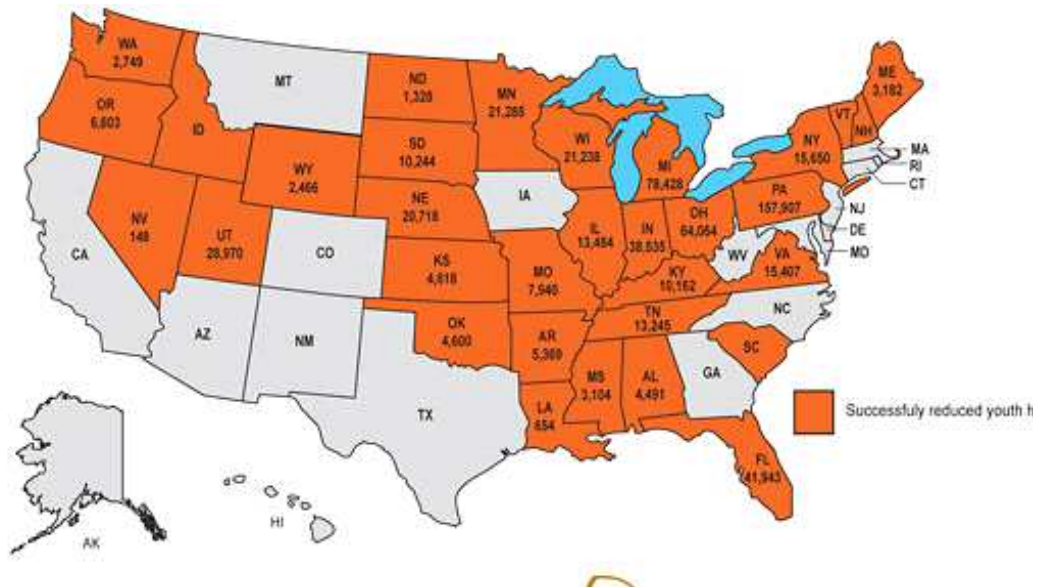 WA
2,749
MT
ND
1,328
MN
21,265
ME
3,182
OR
6,603
ID
SD
10,244
WI
21,238
MI
78,428
NY
15,650
VT
NH
MA
RI
CT
WY
2,466
NE
20,718
IA
PA
157,907
NJ
DE
MD
NV
148
UT
28,970
CO
KS
4,818
IL
13,484
IN
OH
64,064
WV
VA
15,407
CA
MO
7,940
KY
10,162
NC
TN
13,245
AZ
NM
OK
4,600
AR
5,369
SC
MS
3,104
AL
4,491
GA
TX
LA
654
FL
41,943
Successfuly reduced youth h
AK
HI